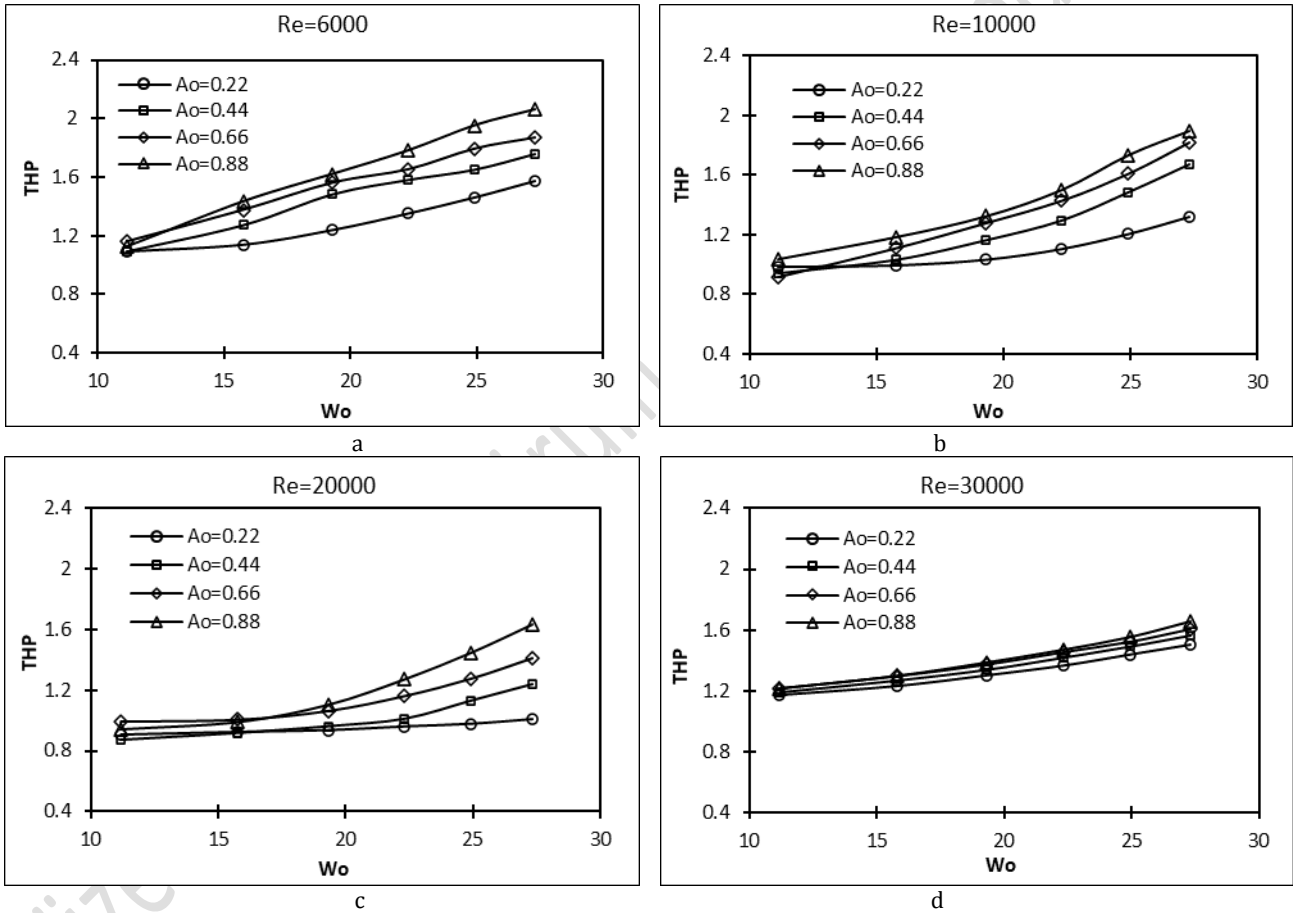 Re=6000
2.4
2
1.6
1.2
0.8
0.4
THP
Ao=0.22
Ao=0.44
Ao=0.66
Ao=0.88
10 15 20 25 30
Wo
a
Re=10000
2.4
2
1.6
1.2
0.8
0.4
THP
Ao=0.22
Ao=0.44
Ao=0.66
Ao=0.88
10 15 20 25 30
Wo
b
Re=20000
2.4
2
1.6
1.2
0.8
0.4
THP
Ao=0.22
Ao=0.44
Ao=0.66
Ao=0.88
10 15 20 25 30
Wo
c
Re=30000
2.4
2
1.6
1.2
0.8
0.4
THP
Ao=0.22
Ao=0.44
Ao=0.66
Ao=0.88
10 15 20 25 30
Wo
d